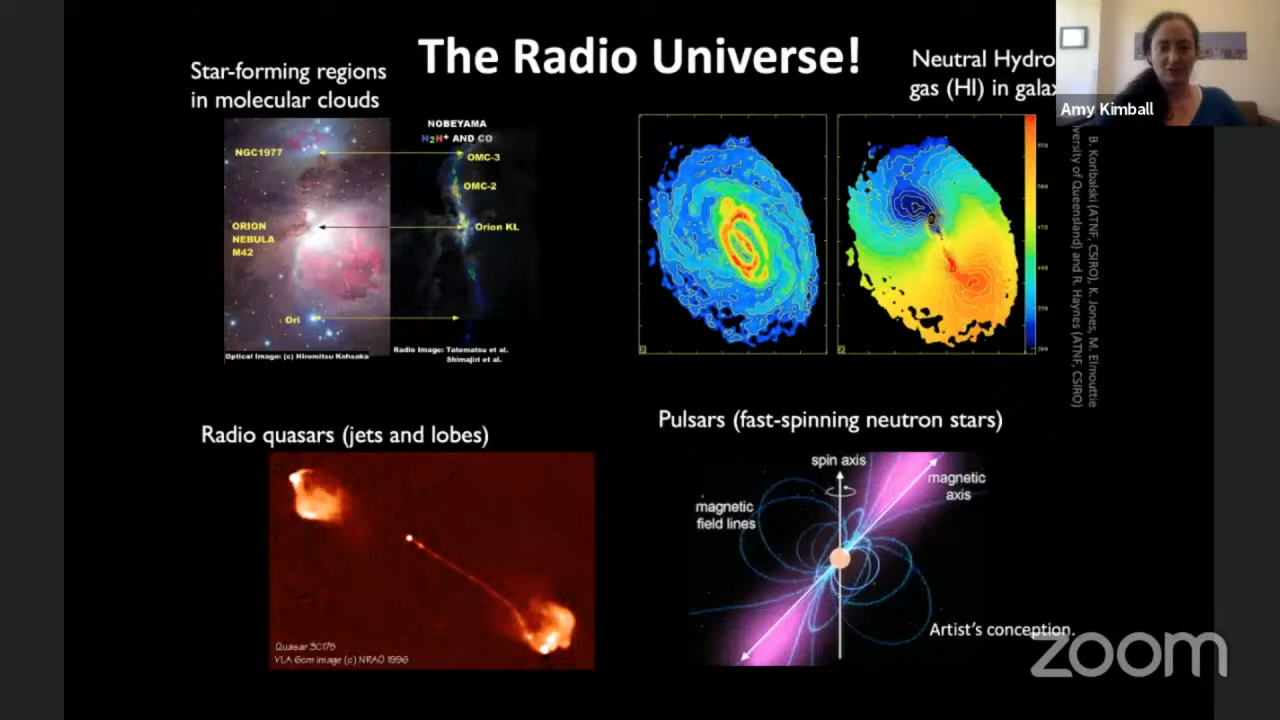 The Radio Universe!
Star-forming regions
in molecular clouds
NOBEYAMA
N2H+ AND CO
NGC1977
OMC-3
OMC-2
ORION
NEBULA
M42
Orion KL
Ori
Optical Image: (c) Hiromitsu Kohsaka
Radio Image: Tatematsu et al.
Shimajiri et al.
Neutral Hydro
gas (HI) in galax
Amy Kimball
B. Koribalski (ATNF, CSIRO), K. Jones, M. Elmouttie
versity of Queensland) and R. Haynes (ATNF, CSIRO)
Radio quasars (jets and lobes)
Quasar 3C175
VLA 6cm image (c) NRAO 1996
Pulsars (fast-spinning neutron stars)
spin axis
magnetic
axis
magnetic
field lines
Artist's conception.
zoom